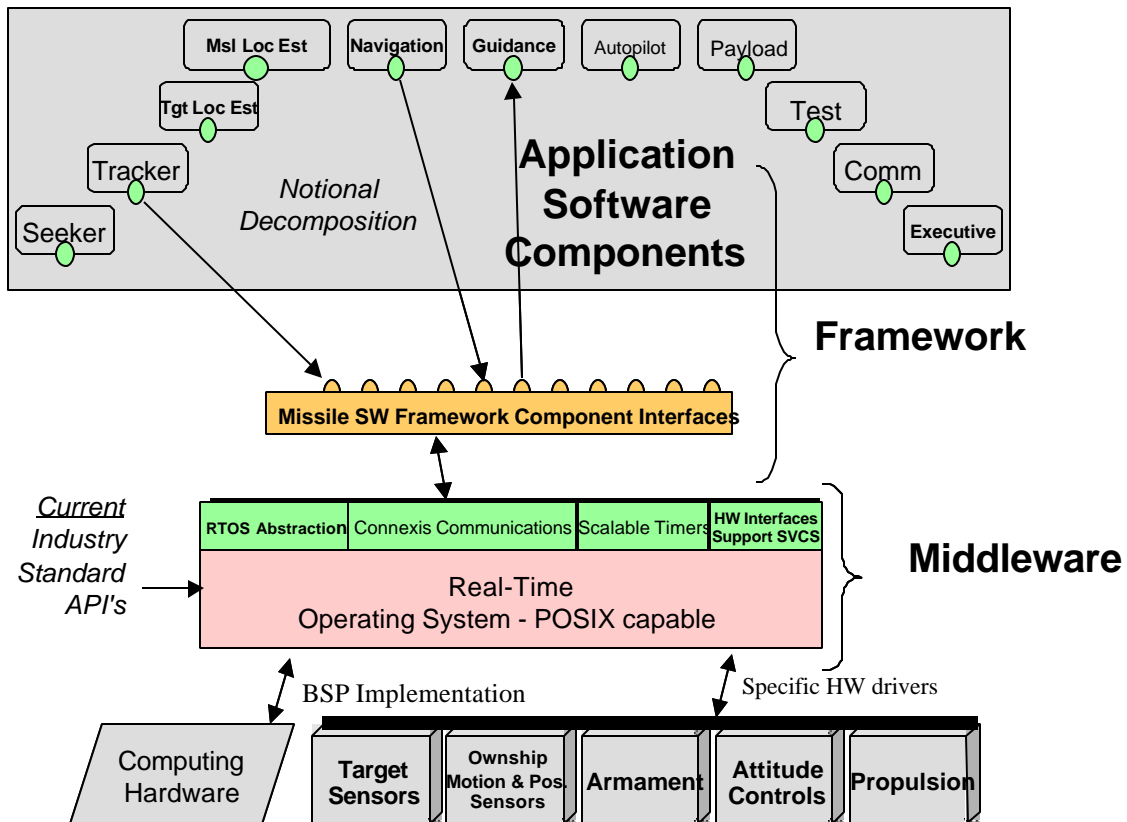 Msl Loc Est
Navigation
Guidance
Autopilot
Payload
Tgt Loc Est
Test
Tracker
Comm
Seeker
Executive
Notional
Decomposition
Application
Software
Components
Framework
Missile SW Framework Component Interfaces
Current
Industry
Standard
API's
RTOS Abstraction
Connexis Communications
Scalable Timers
HW Interfaces
Support SVCS
Real-Time
Operating System - POSIX capable
Middleware
BSP Implementation
Specific HW drivers
Computing
Hardware
Target
Sensors
Ownship
Motion & Pos.
Sensors
Armament
Attitude
Controls
Propulsion